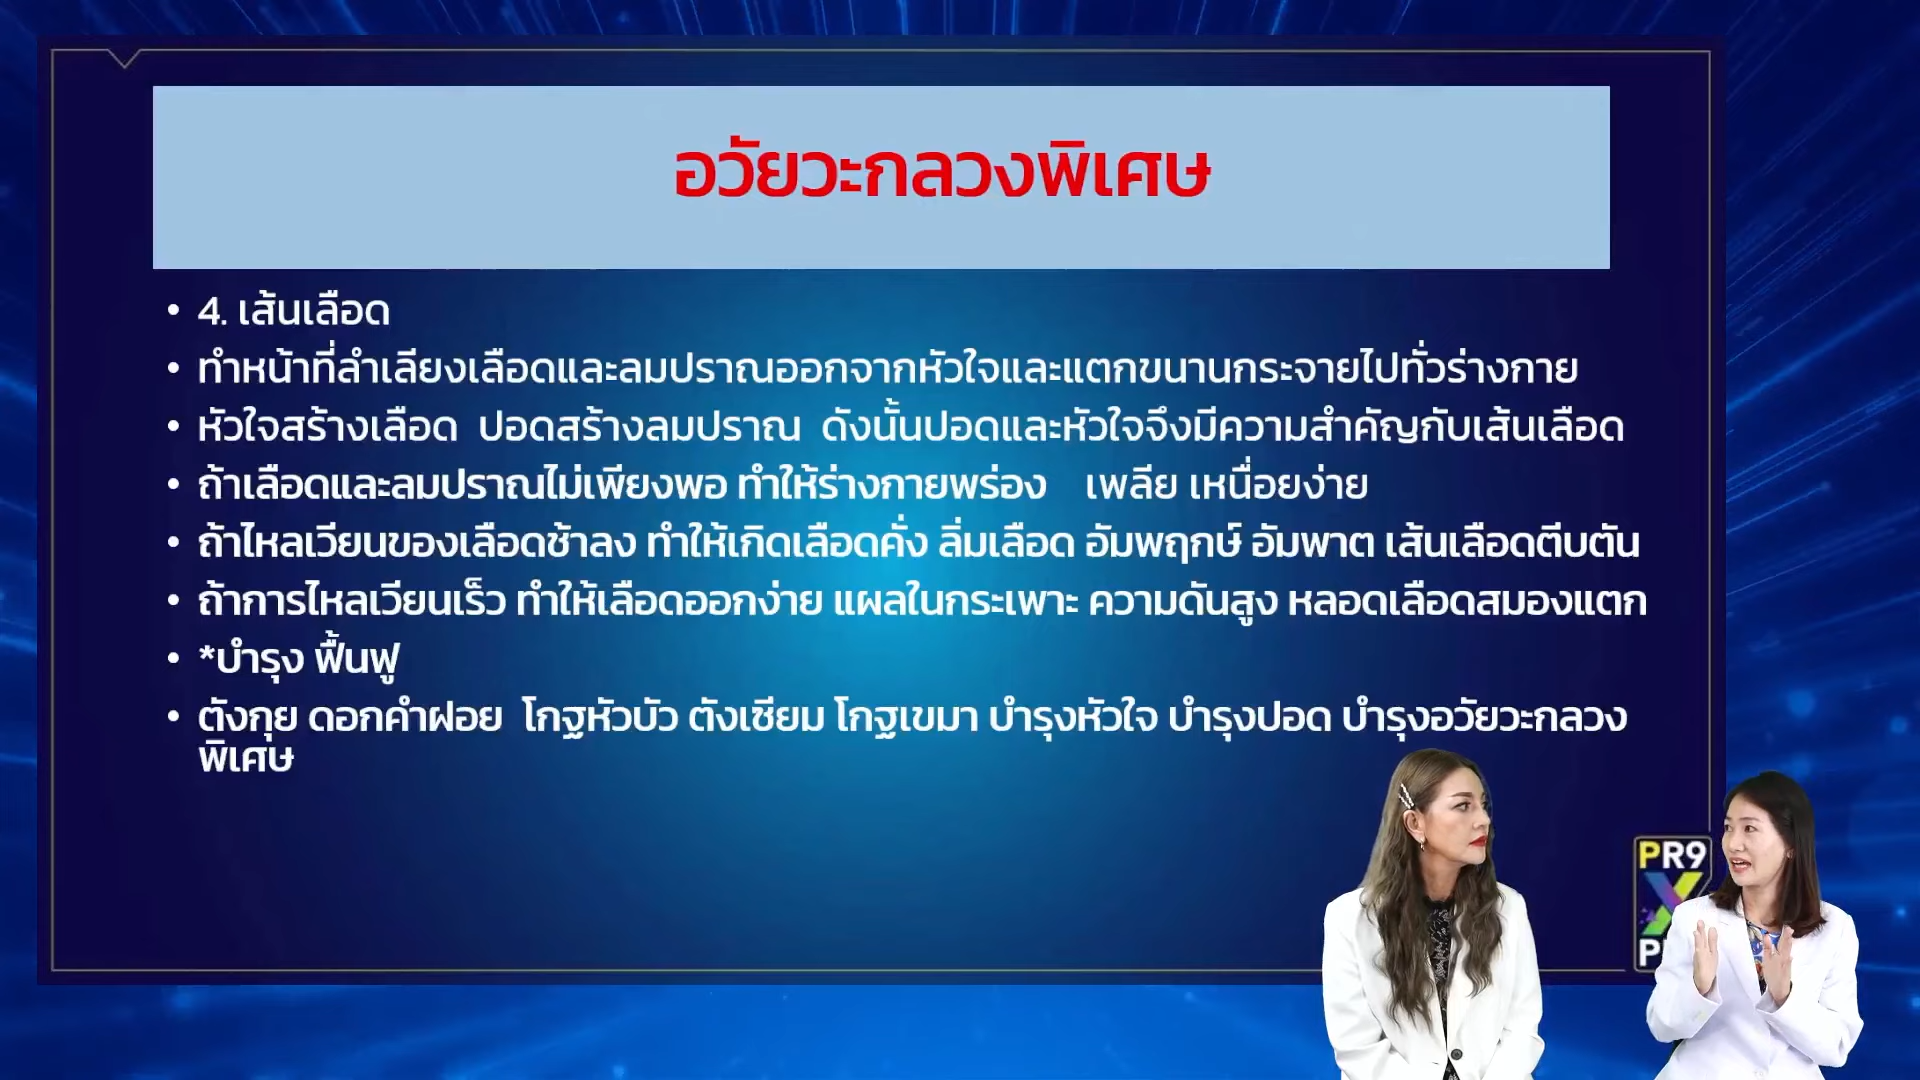 อวัยวะกลวงพิเศษ
• 4. เส้นเลือด
• ทำหน้าที่ลำเลียงเลือดและลมปราณออกจากหัวใจและแตกขนานกระจายไปทั่วร่างกาย
• หัวใจสร้างเลือด ปอดสร้างลมปราณ ดังนั้นปอดและหัวใจจึงมีความสำคัญกับเส้นเลือด
• ถ้าเลือดและลมปราณไม่เพียงพอ ทำให้ร่างกายพร่อง เพลีย เหนื่อยง่าย
• ถ้าไหลเวียนของเลือดช้าลง ทำให้เกิดเลือดคั่ง ลิ่มเลือด อัมพฤกษ์ อัมพาต เส้นเลือดตีบตัน
• ถ้าการไหลเวียนเร็ว ทำให้เลือดออกง่าย แผลในกระเพาะ ความดันสูง หลอดเลือดสมองแตก
• *บำรุง ฟื้นฟู
• ตังกุย ดอกคำฝอย โกฐหัวบัว ตังเซียม โกฐเขมา บำรุงหัวใจ บำรุงปอด บำรุงอวัยวะกลวง
พิเศษ
PR9
X